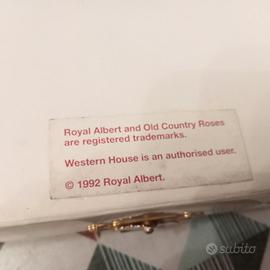 Royal Albert and Old Country Roses
are registered trademarks.
Western House is an authorised user.
© 1992 Royal Albert.
subito